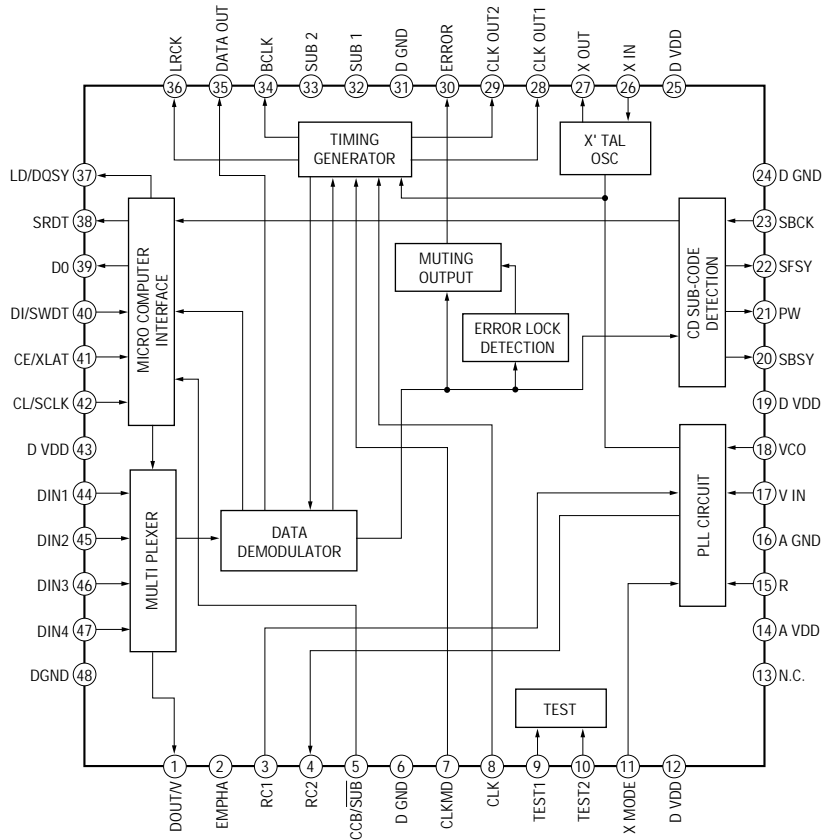 LRCK
DATA OUT
BCLK
SUB 2
SUB 1
D GND
ERROR
CLK OUT2
CLK OUT1
X OUT
X IN
D VDD
36
35
34
33
32
31
30
29
28
27
26
25
TIMING
GENERATOR
X' TAL
OSC
LD/DQSY 37
SRDT 38
D0 39
DI/SWDT 40
CE/XLAT 41
CL/SCLK 42
D VDD 43
DIN1 44
DIN2 45
DIN3 46
DIN4 47
DGND 48
MICRO COMPUTER
INTERFACE
MULTI PLEXER
DATA
DEMODULATOR
MUTING
OUTPUT
ERROR LOCK
DETECTION
CD SUB-CODE
DETECTION
PLL CIRCUIT
TEST
24 D GND
23 SBCK
22 SFSY
21 PW
20 SBSY
19 D VDD
18 VCO
17 V IN
16 A GND
15 R
14 A VDD
13 N.C.
1
2
3
4
5
6
7
8
9
10
11
12
DOUT/V
EMPHA
RC1
RC2
CCB/S̅U̅B̅
D GND
CLKMD
CLK
TEST1
TEST2
X MODE
D VDD